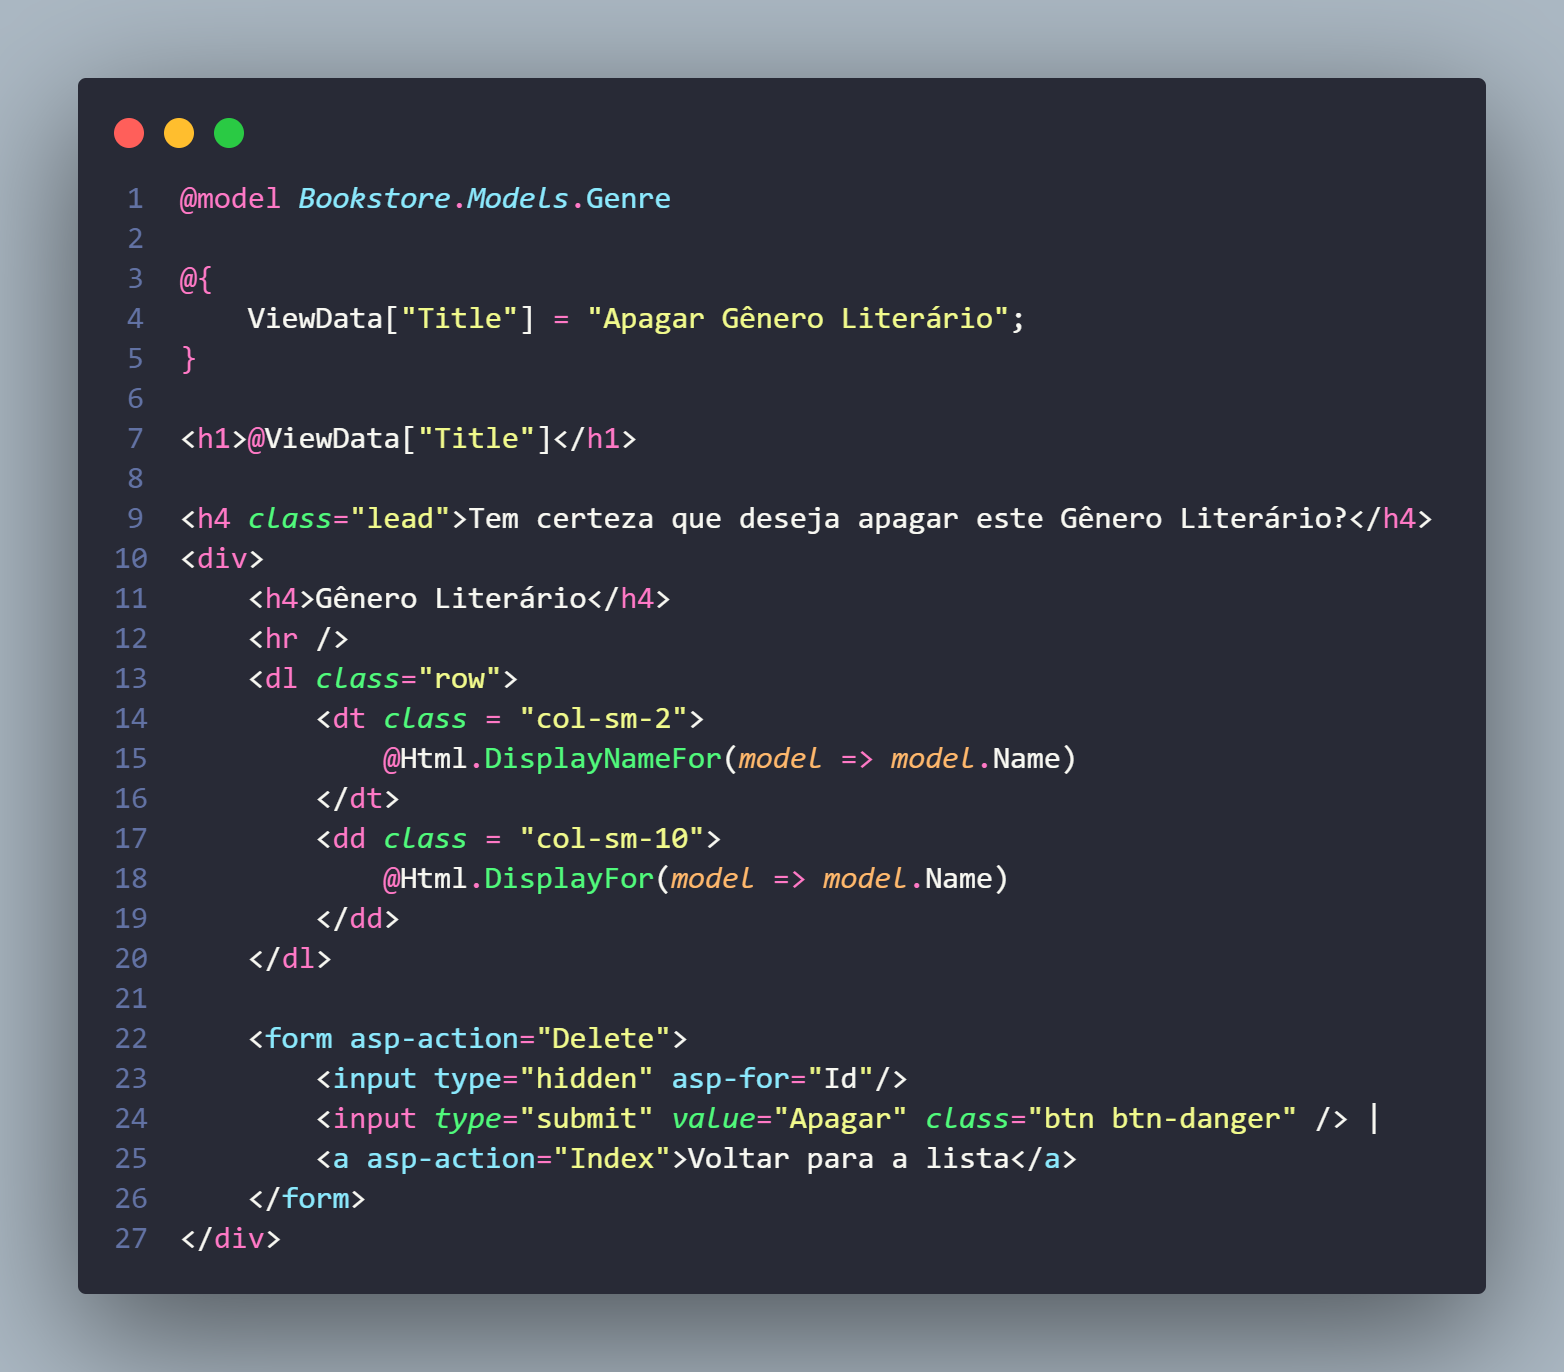 1 @model Bookstore.Models.Genre
2
3 @{
4     ViewData["Title"] = "Apagar Gênero Literário";
5 }
6
7 <h1>@ViewData["Title"]</h1>
8
9 <h4 class="lead">Tem certeza que deseja apagar este Gênero Literário?</h4>
10 <div>
11     <h4>Gênero Literário</h4>
12     <hr />
13     <dl class="row">
14         <dt class = "col-sm-2">
15             @Html.DisplayNameFor(model => model.Name)
16         </dt>
17         <dd class = "col-sm-10">
18             @Html.DisplayFor(model => model.Name)
19         </dd>
20     </dl>
21
22     <form asp-action="Delete">
23         <input type="hidden" asp-for="Id"/>
24         <input type="submit" value="Apagar" class="btn btn-danger" /> |
25         <a asp-action="Index">Voltar para a lista</a>
26     </form>
27 </div>